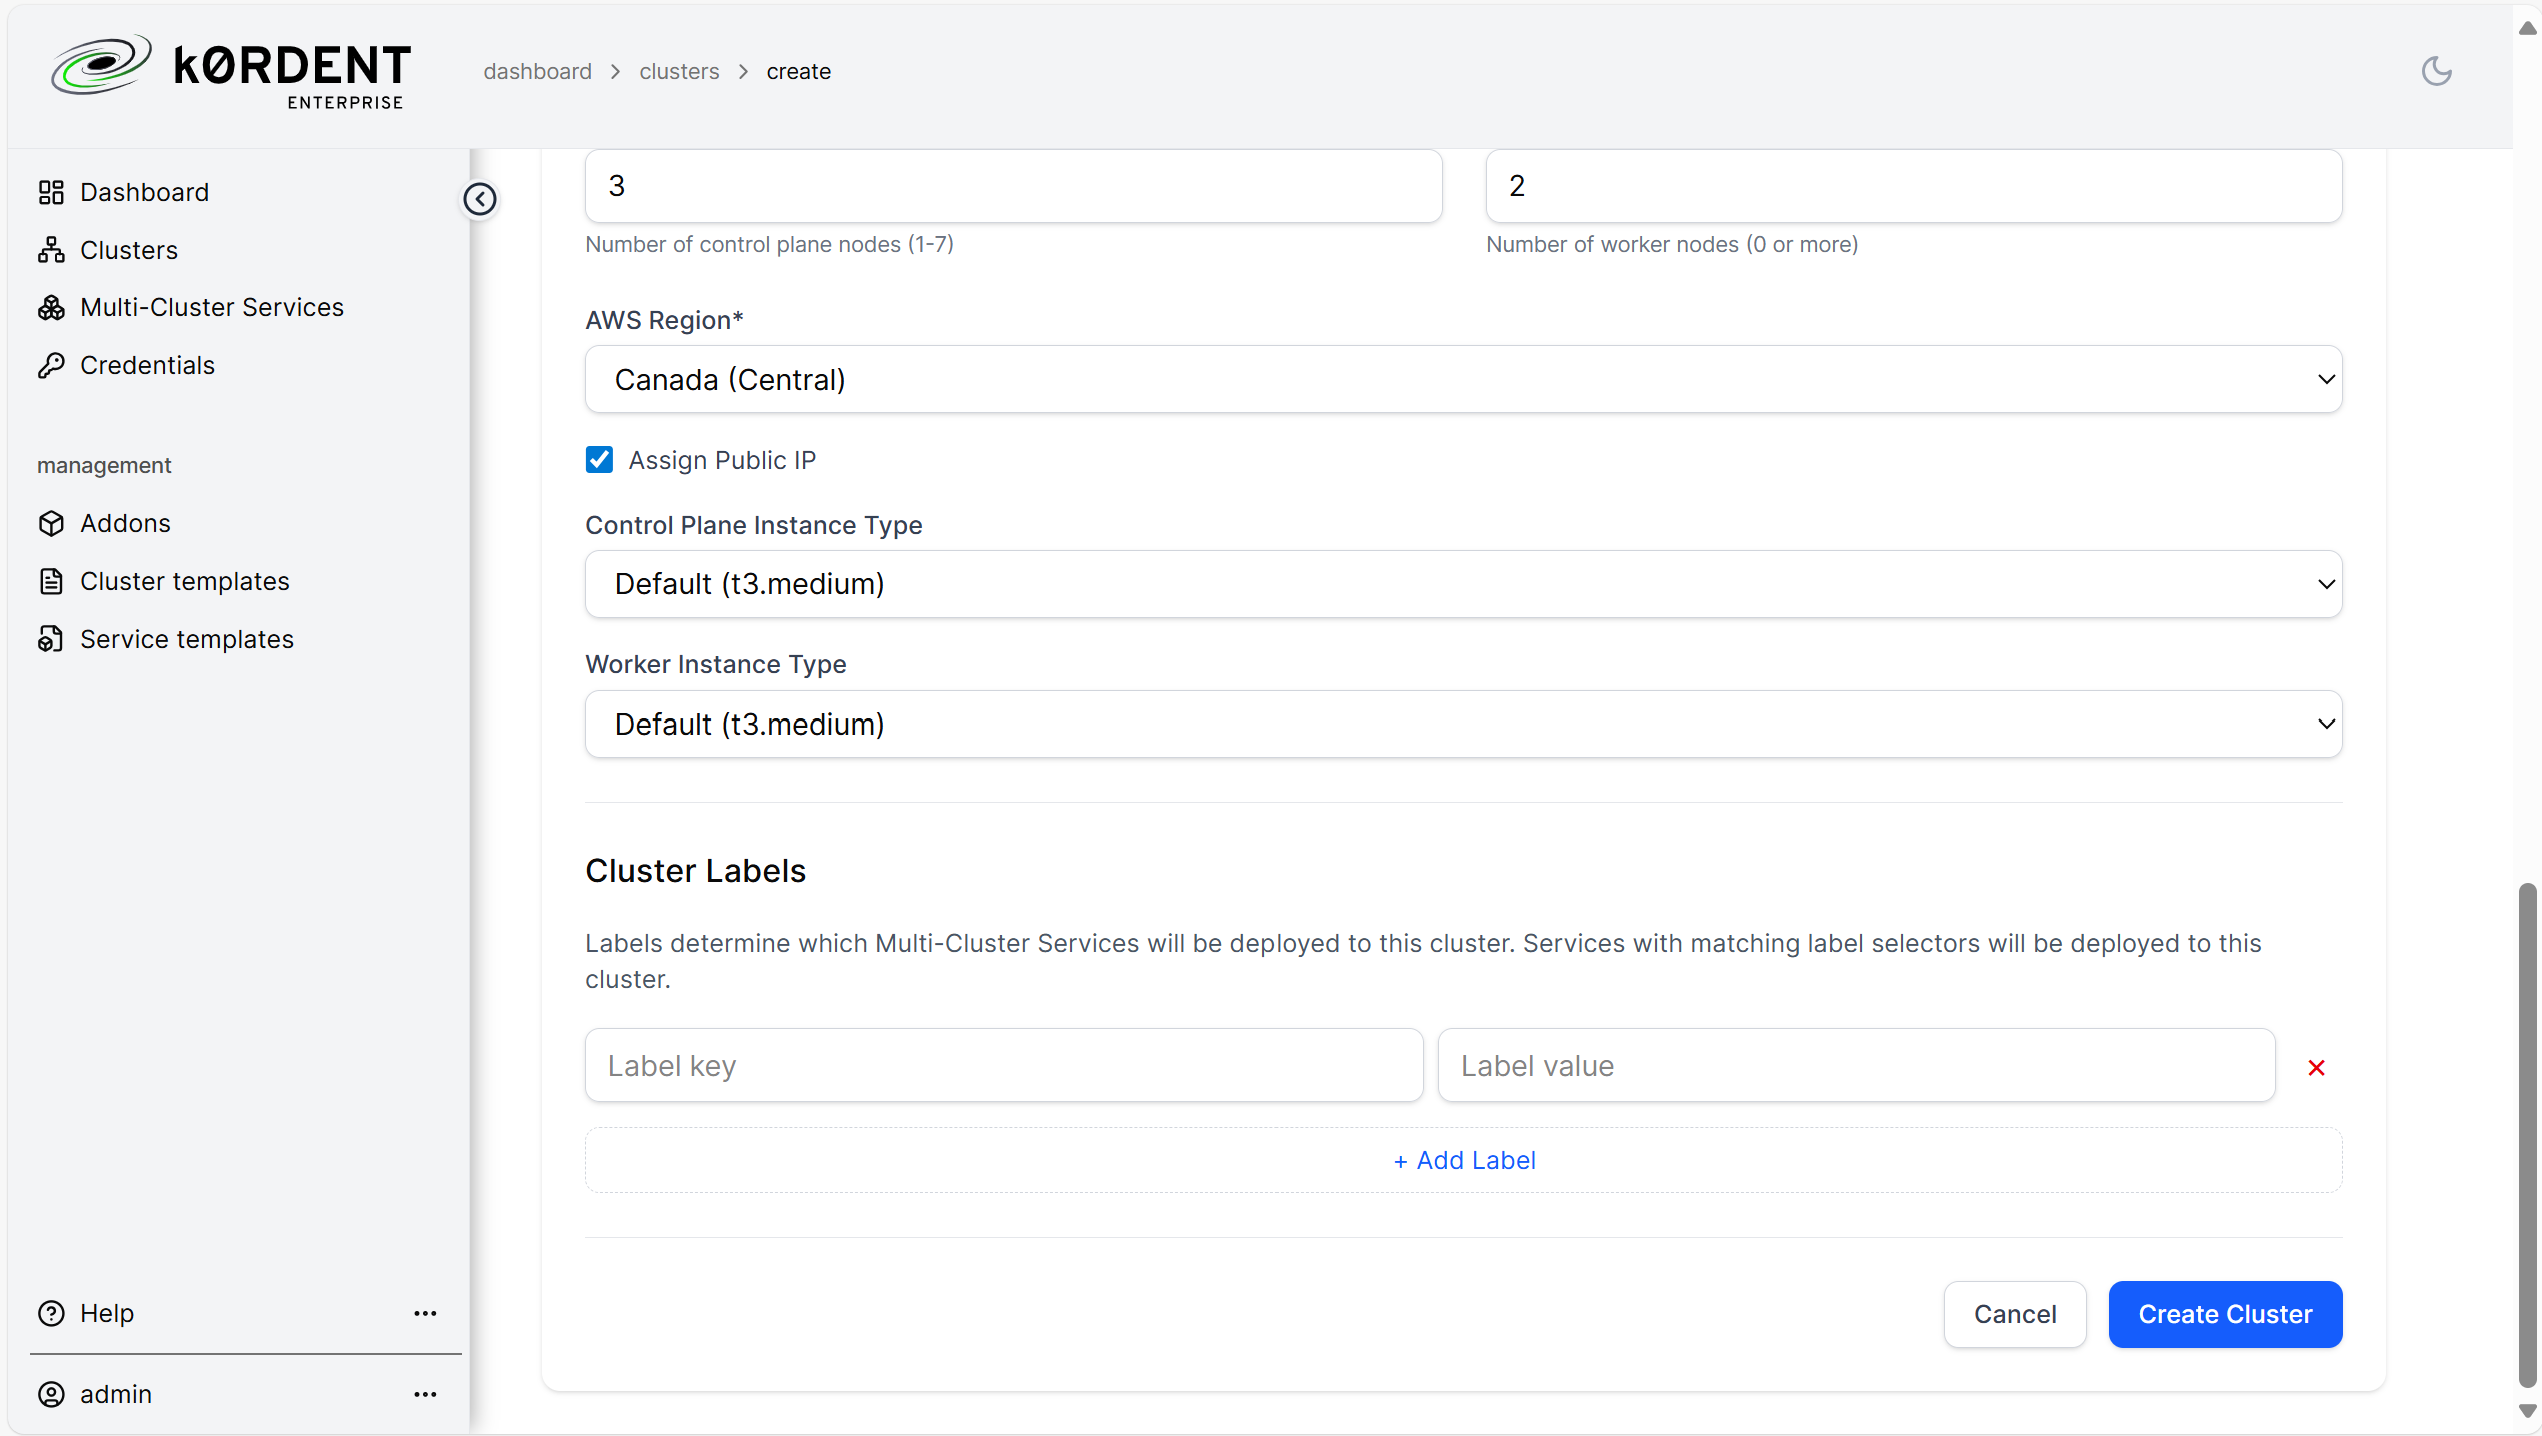 kØRDENT
ENTERPRISE
dashboard > clusters > create
Dashboard
Clusters
Multi-Cluster Services
Credentials
management
Addons
Cluster templates
Service templates
Help
admin
3
2
Number of control plane nodes (1-7)
Number of worker nodes (0 or more)
AWS Region*
Canada (Central)
Assign Public IP
Control Plane Instance Type
Default (t3.medium)
Worker Instance Type
Default (t3.medium)
Cluster Labels
Labels determine which Multi-Cluster Services will be deployed to this cluster. Services with matching label selectors will be deployed to this
cluster.
Label key
Label value
+ Add Label
Cancel
Create Cluster